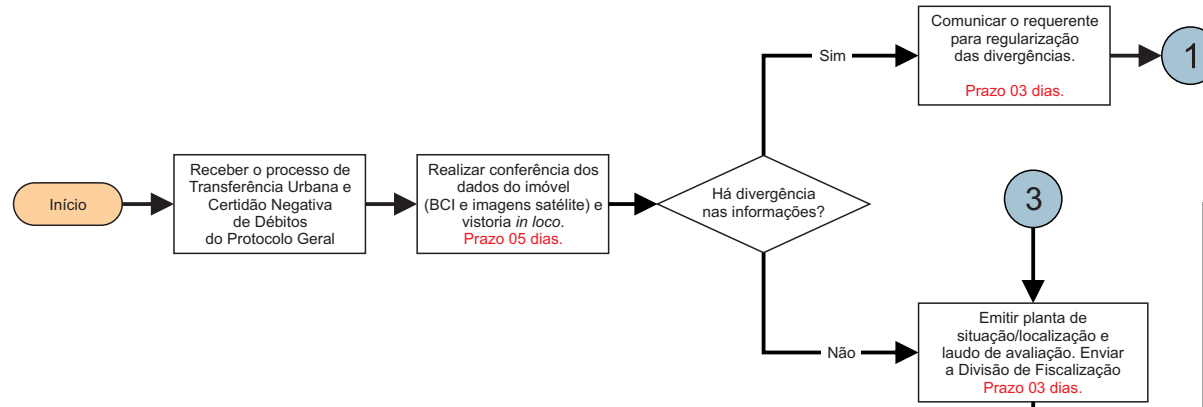 Início
Receber o processo de
Transferência Urbana e
Certidão Negativa
de Débitos
do Protocolo Geral
Realizar conferência dos
dados do imóvel
(BCI e imagens satélite) e
vistoria in loco.
Prazo 05 dias.
Há divergência
nas informações?
Sim
Comunicar o requerente
para regularização
das divergências.
Prazo 03 dias.
1
3
Não
Emitir planta de
situação/localização e
laudo de avaliação. Enviar
a Divisão de Fiscalização
Prazo 03 dias.